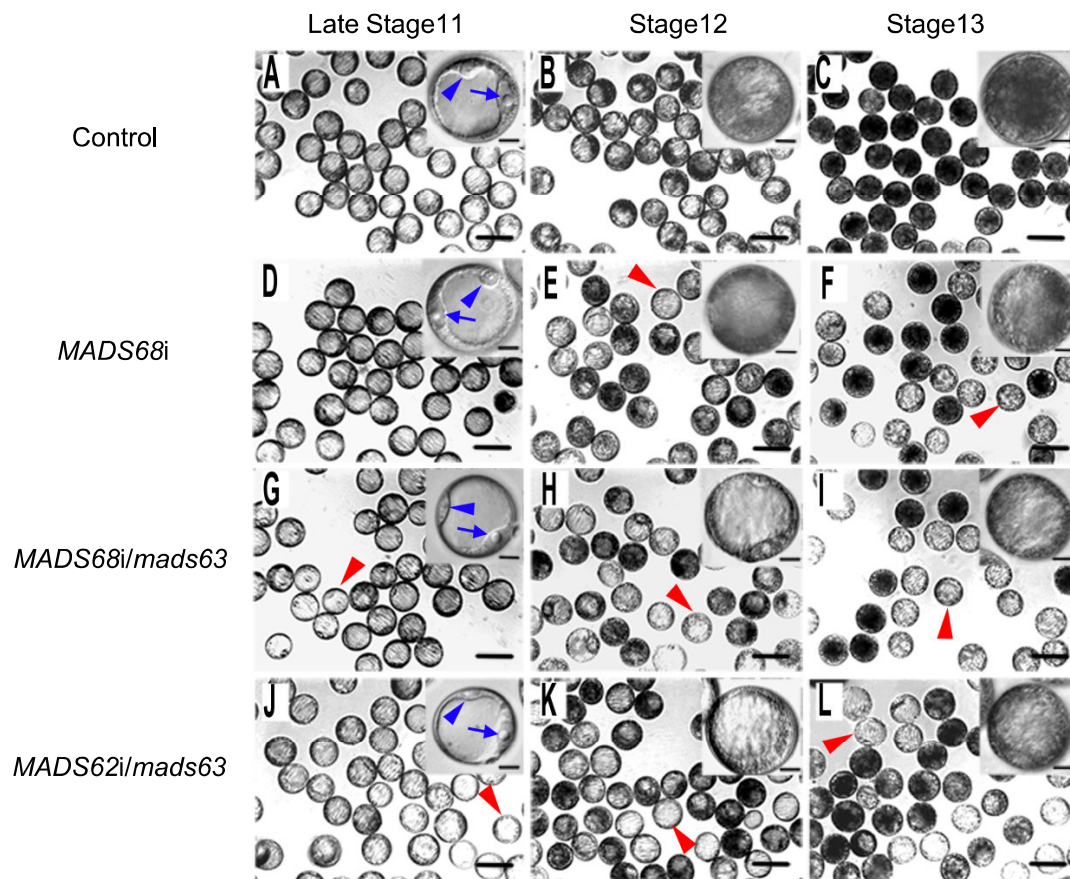 Late Stage11 Stage12 Stage13
Control A B C
MADS68i D E F
MADS68i/mads63 G H I
MADS62i/mads63 J K L